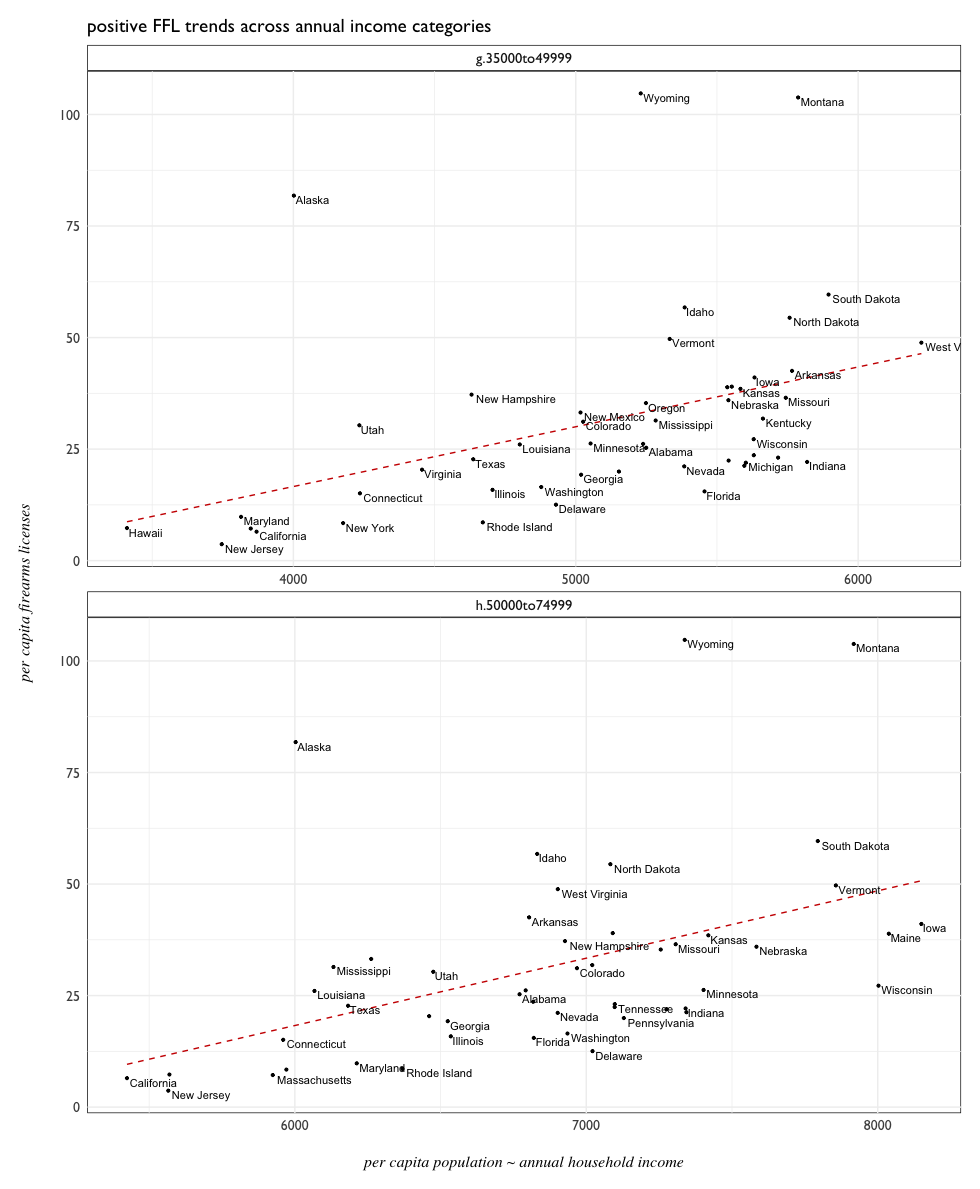 positive FFL trends across annual income categories
g.35000to49999
100
Wyoming
Montana
Alaska
75
South Dakota
Idaho
North Dakota
50
Vermont
West V
Iowa
Arkansas
Kansas
New Hampshire
Nebraska
Missouri
Oregon
New Mexico
Colorado
Mississippi
Kentucky
Utah
25
Louisiana
Minnesota
Alabama
Wisconsin
Texas
Virginia
Nevada
Michigan
Indiana
Georgia
Connecticut
Illinois
Washington
Florida
Delaware
Maryland
New York
Rhode Island
Hawaii
California
New Jersey
0
4000
5000
6000
per capita firearms licenses
h.50000to74999
100
Wyoming
Montana
Alaska
75
South Dakota
Idaho
North Dakota
50
West Virginia
Vermont
Arkansas
Iowa
New Hampshire
Missouri
Kansas
Nebraska
Maine
Mississippi
Utah
Colorado
25
Louisiana
Alabama
Minnesota
Wisconsin
Texas
Nevada
Tennessee
Indiana
Georgia
Pennsylvania
Connecticut
Illinois
Florida
Washington
Delaware
Maryland
Rhode Island
California
Massachusetts
New Jersey
0
6000
7000
8000
per capita population ~ annual household income